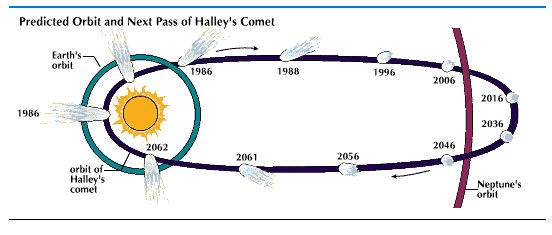 Predicted Orbit and Next Pass of Halley's Comet
Earth's
orbit
1986
1988
1996
2006
2016
1986
2036
2062
2061
2056
2046
orbit of
Halley's
comet
Neptune's
orbit